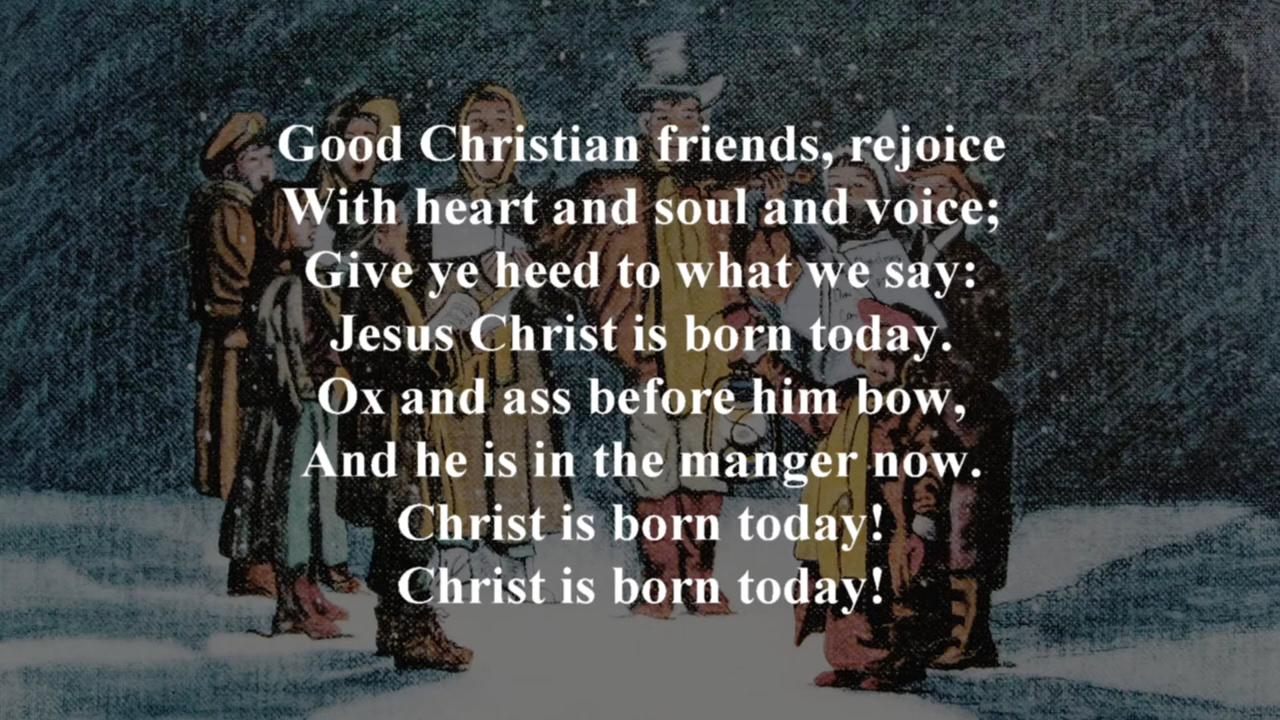 Good Christian friends, rejoice
With heart and soul and voice;
Give ye heed to what we say:
Jesus Christ is born today.
Ox and ass before him bow,
And he is in the manger now.
Christ is born today!
Christ is born today!